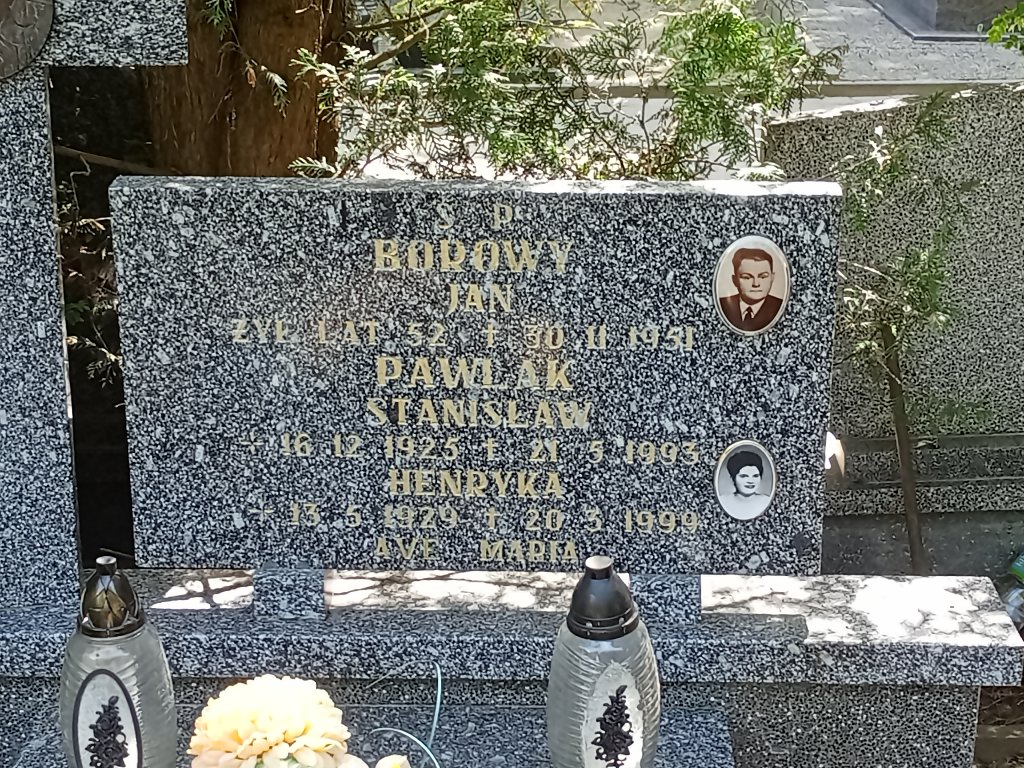 Ś P
BOROWY
JAN
ŻYŁ LAT 52 † 30 11 1951
PAWLAK
STANISŁAW
* 16 12 1925 † 21 5 1993
HENRYKA
* 13 5 1929 † 20 3 1999
AVE MARIA